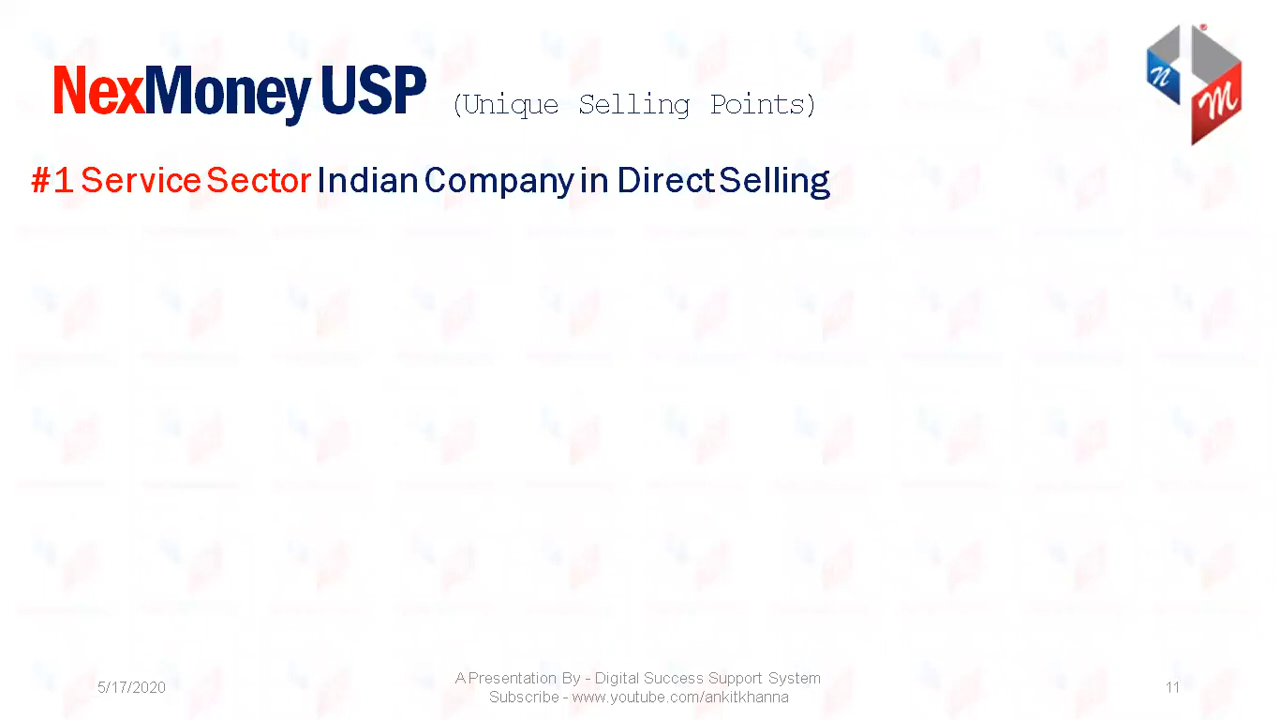 NexMoney USP (Unique Selling Points)
n M ®
#1 Service Sector Indian Company in Direct Selling
5/17/2020
A Presentation By - Digital Success Support System
Subscribe - www.youtube.com/ankitkhanna
11